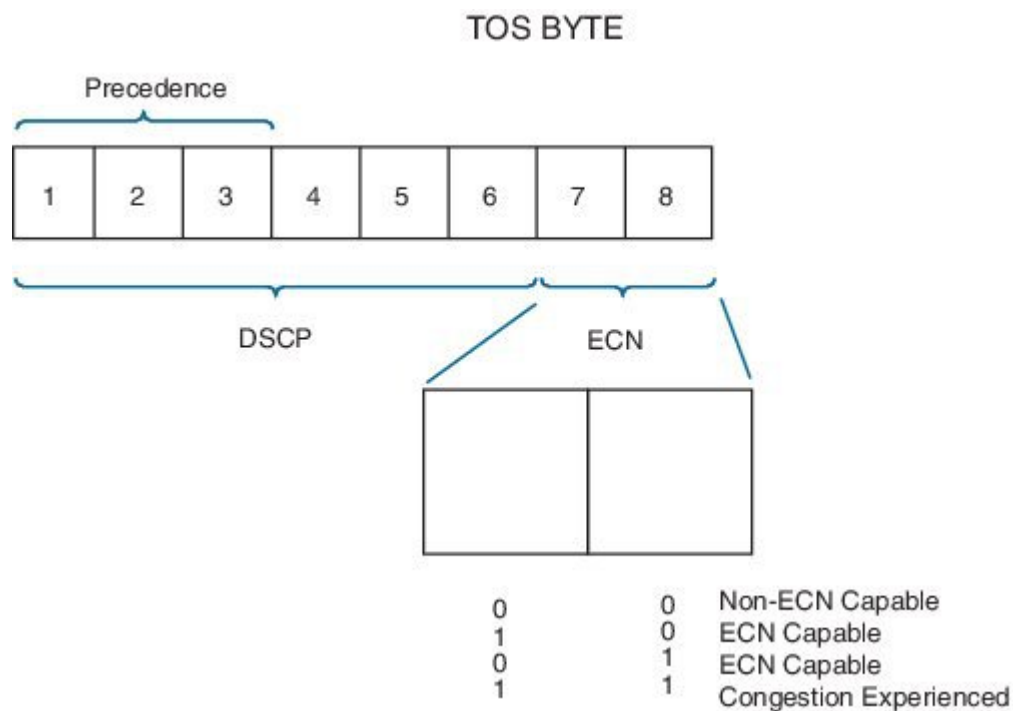 TOS BYTE
Precedence
1 2 3 4 5 6 7 8
DSCP ECN
0 0 Non-ECN Capable
1 0 ECN Capable
0 1 ECN Capable
1 1 Congestion Experienced